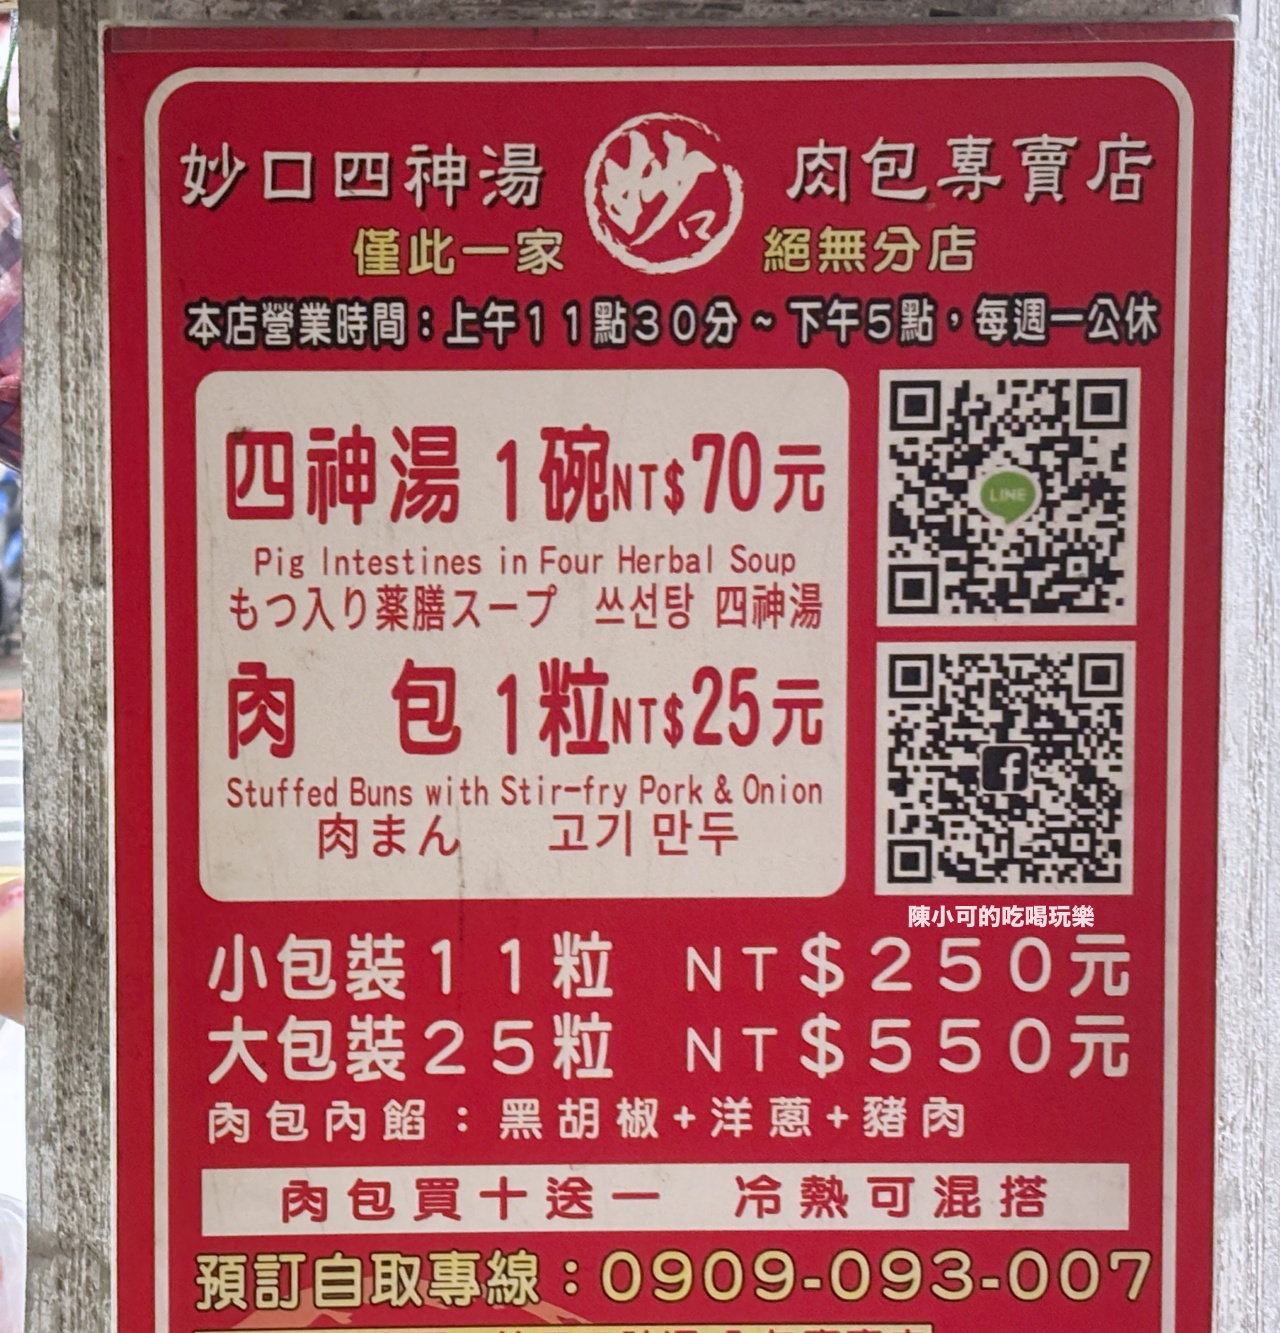 妙口四神湯 妙口 肉包專賣店
僅此一家 絕無分店
本店營業時間：上午11點30分~下午5點，每週一公休
四神湯 1碗NT$70元
LINE
Pig Intestines in Four Herbal Soup
もつ入り薬膳スープ 쓰선탕 四神湯
肉 包 1粒NT$25元
Stuffed Buns with Stir-fry Pork & Onion
肉まん 고기 만두
陳小可的吃喝玩樂
小包裝11粒 NT$250元
大包裝25粒 NT$550元
肉包內餡：黑胡椒+洋蔥+豬肉
肉包買十送一 冷熱可混搭
預訂自取專線：0909-093-007